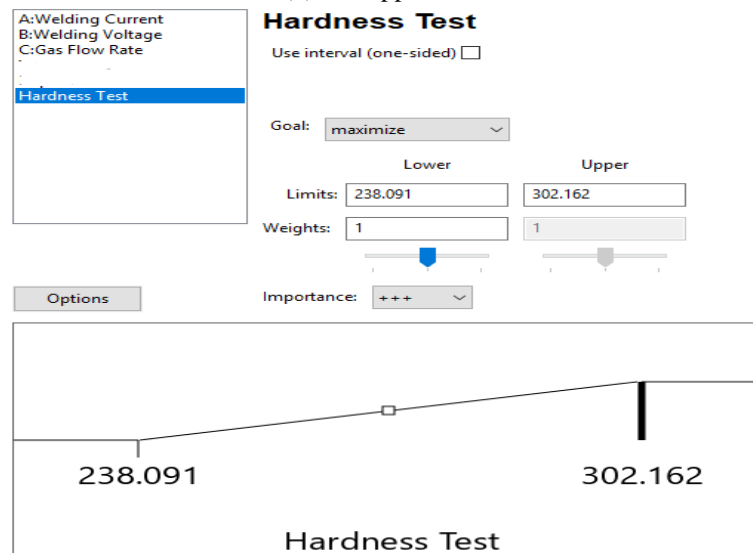 A:Welding Current
B:Welding Voltage
C:Gas Flow Rate
Hardness Test
Hardness Test
Use interval (one-sided)
Goal: maximize
Lower Upper
Limits: 238.091 302.162
Weights: 1 1
Options
Importance: +++
238.091 302.162
Hardness Test